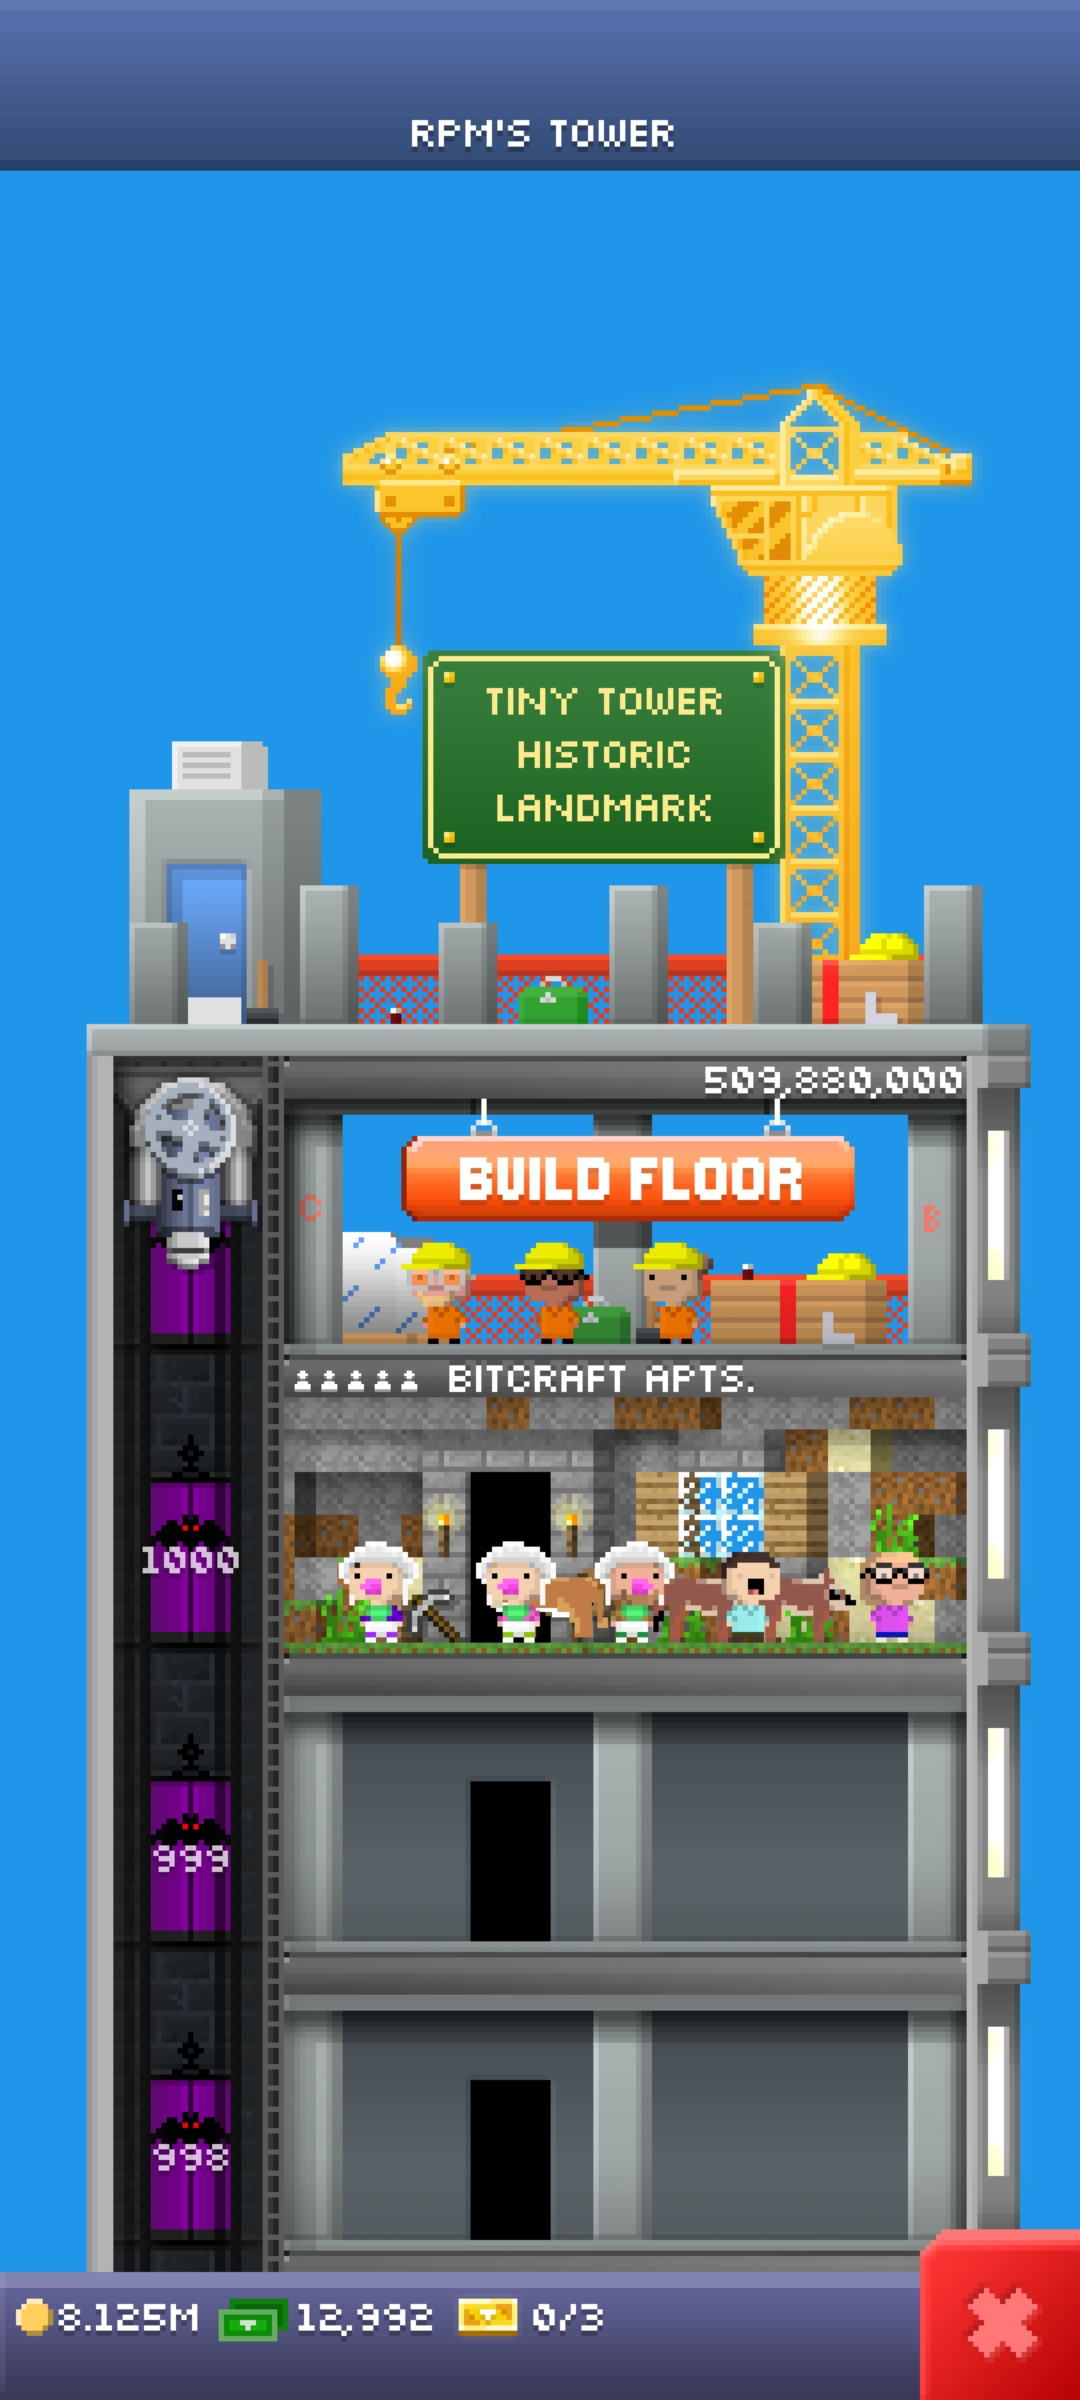 RPM'S TOWER
TINY TOWER
HISTORIC
LANDMARK
509,880,000
BUILD FLOOR
C
B
BITCRAFT APTS.
1000
999
998
8.125M 12,992 0/3